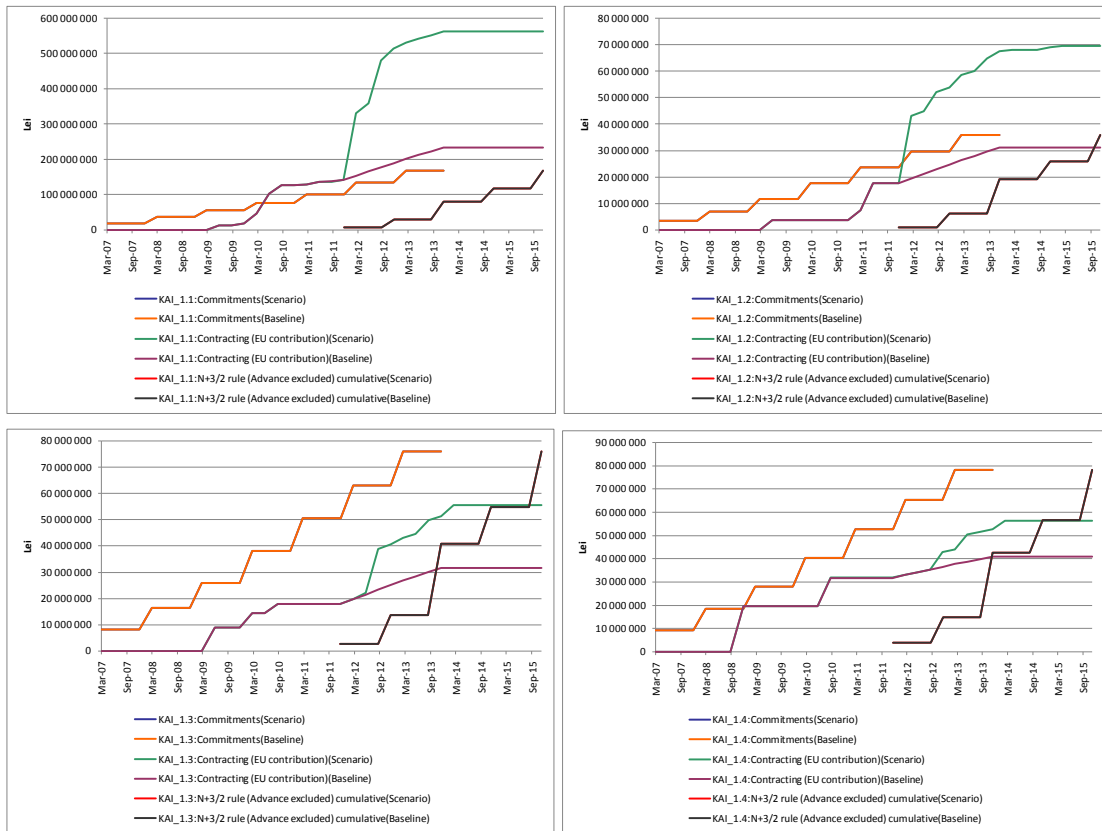 600 000 000
500 000 000
400 000 000
300 000 000
200 000 000
100 000 000
0
Lei
Mar-07
Sep-07
Mar-08
Sep-08
Mar-09
Sep-09
Mar-10
Sep-10
Mar-11
Sep-11
Mar-12
Sep-12
Mar-13
Sep-13
Mar-14
Sep-14
Mar-15
Sep-15
KAI_1.1:Commitments(Scenario)
KAI_1.1:Commitments(Baseline)
KAI_1.1:Contracting (EU contribution)(Scenario)
KAI_1.1:Contracting (EU contribution)(Baseline)
KAI_1.1:N+3/2 rule (Advance excluded) cumulative(Scenario)
KAI_1.1:N+3/2 rule (Advance excluded) cumulative(Baseline)
80 000 000
70 000 000
60 000 000
50 000 000
40 000 000
30 000 000
20 000 000
10 000 000
0
Lei
Mar-07
Sep-07
Mar-08
Sep-08
Mar-09
Sep-09
Mar-10
Sep-10
Mar-11
Sep-11
Mar-12
Sep-12
Mar-13
Sep-13
Mar-14
Sep-14
Mar-15
Sep-15
KAI_1.2:Commitments(Scenario)
KAI_1.2:Commitments(Baseline)
KAI_1.2:Contracting (EU contribution)(Scenario)
KAI_1.2:Contracting (EU contribution)(Baseline)
KAI_1.2:N+3/2 rule (Advance excluded) cumulative(Scenario)
KAI_1.2:N+3/2 rule (Advance excluded) cumulative(Baseline)
80 000 000
70 000 000
60 000 000
50 000 000
40 000 000
30 000 000
20 000 000
10 000 000
0
Lei
Mar-07
Sep-07
Mar-08
Sep-08
Mar-09
Sep-09
Mar-10
Sep-10
Mar-11
Sep-11
Mar-12
Sep-12
Mar-13
Sep-13
Mar-14
Sep-14
Mar-15
Sep-15
KAI_1.3:Commitments(Scenario)
KAI_1.3:Commitments(Baseline)
KAI_1.3:Contracting (EU contribution)(Scenario)
KAI_1.3:Contracting (EU contribution)(Baseline)
KAI_1.3:N+3/2 rule (Advance excluded) cumulative(Scenario)
KAI_1.3:N+3/2 rule (Advance excluded) cumulative(Baseline)
90 000 000
80 000 000
70 000 000
60 000 000
50 000 000
40 000 000
30 000 000
20 000 000
10 000 000
0
Lei
Mar-07
Sep-07
Mar-08
Sep-08
Mar-09
Sep-09
Mar-10
Sep-10
Mar-11
Sep-11
Mar-12
Sep-12
Mar-13
Sep-13
Mar-14
Sep-14
Mar-15
Sep-15
KAI_1.4:Commitments(Scenario)
KAI_1.4:Commitments(Baseline)
KAI_1.4:Contracting (EU contribution)(Scenario)
KAI_1.4:Contracting (EU contribution)(Baseline)
KAI_1.4:N+3/2 rule (Advance excluded) cumulative(Scenario)
KAI_1.4:N+3/2 rule (Advance excluded) cumulative(Baseline)